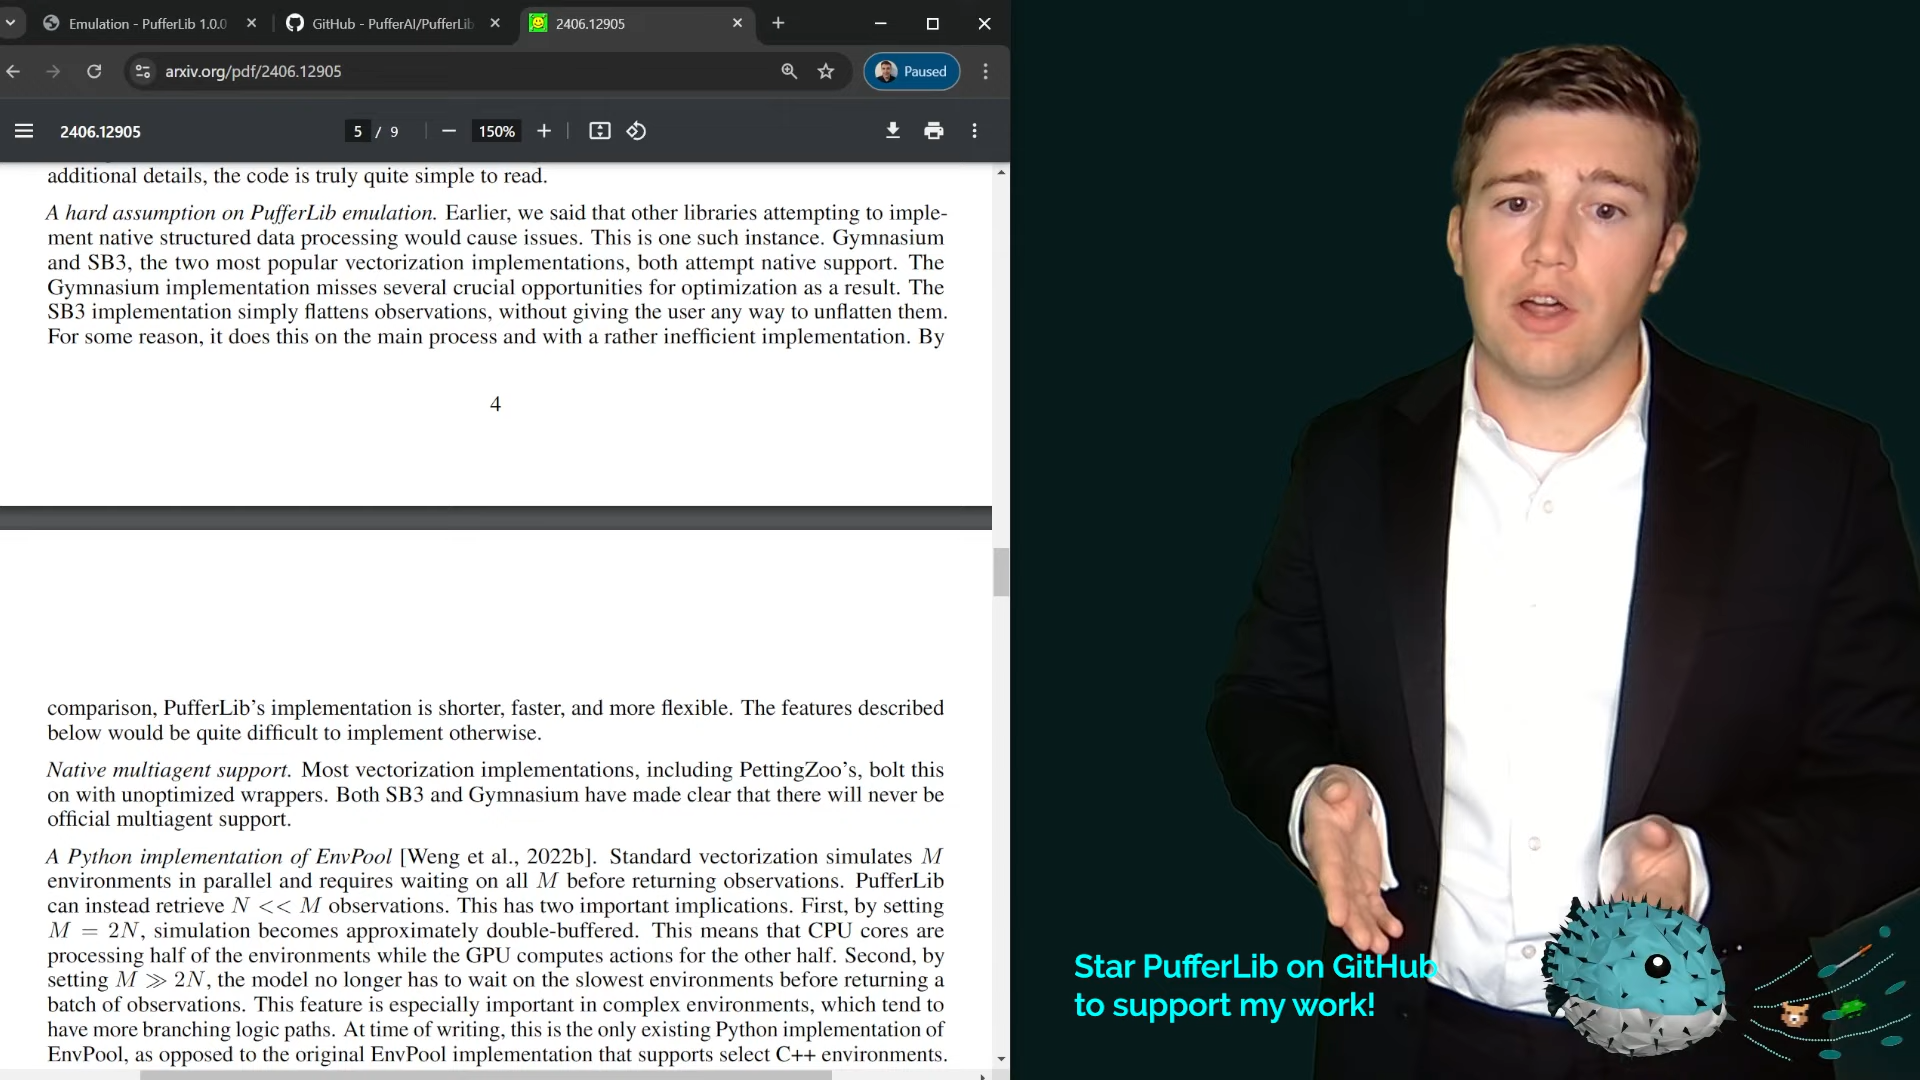 Emulation - PufferLib 1.0.0
GitHub - PufferAI/PufferLib
2406.12905
arxiv.org/pdf/2406.12905
Paused
2406.12905
5 / 9
150%
additional details, the code is truly quite simple to read.
A hard assumption on PufferLib emulation. Earlier, we said that other libraries attempting to imple-
ment native structured data processing would cause issues. This is one such instance. Gymnasium
and SB3, the two most popular vectorization implementations, both attempt native support. The
Gymnasium implementation misses several crucial opportunities for optimization as a result. The
SB3 implementation simply flattens observations, without giving the user any way to unflatten them.
For some reason, it does this on the main process and with a rather inefficient implementation. By
4
comparison, PufferLib's implementation is shorter, faster, and more flexible. The features described
below would be quite difficult to implement otherwise.
Native multiagent support. Most vectorization implementations, including PettingZoo's, bolt this
on with unoptimized wrappers. Both SB3 and Gymnasium have made clear that there will never be
official multiagent support.
A Python implementation of EnvPool [Weng et al., 2022b]. Standard vectorization simulates M
environments in parallel and requires waiting on all M before returning observations. PufferLib
can instead retrieve N << M observations. This has two important implications. First, by setting
M = 2N, simulation becomes approximately double-buffered. This means that CPU cores are
processing half of the environments while the GPU computes actions for the other half. Second, by
setting M ≫ 2N, the model no longer has to wait on the slowest environments before returning a
batch of observations. This feature is especially important in complex environments, which tend to
have more branching logic paths. At time of writing, this is the only existing Python implementation of
EnvPool, as opposed to the original EnvPool implementation that supports select C++ environments.
Star PufferLib on GitHub
to support my work!